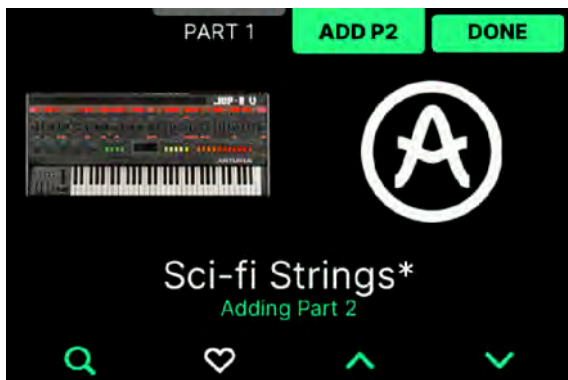 PART 1 ADD P2 DONE
JUP-8 V
ARTURIA
Sci-fi Strings*
Adding Part 2